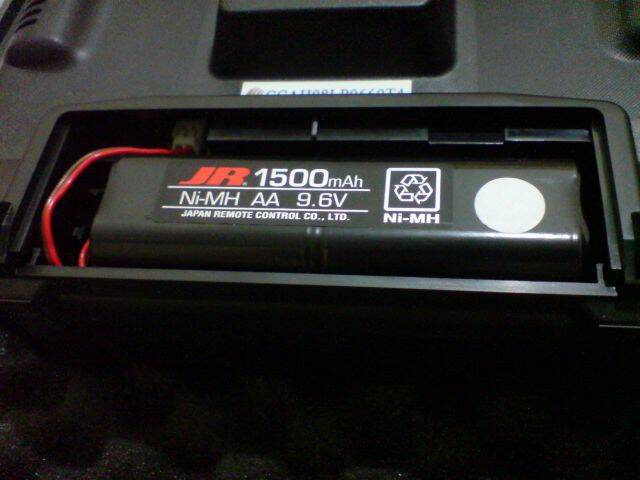 JR 1500mAh
Ni-MH AA 9.6V
JAPAN REMOTE CONTROL CO., LTD.
Ni-MH